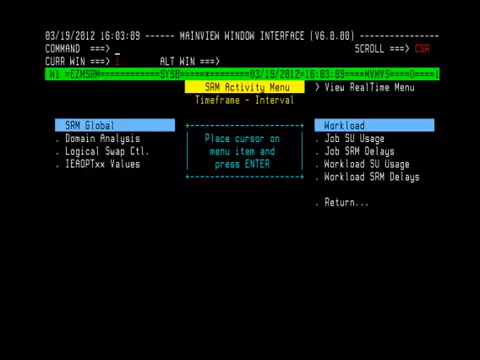 03/19/2012 16:03:09 ------ MAINVIEW WINDOW INTERFACE (V6.0.00) ----------------
COMMAND ===> _ SCROLL ===> CSR
CURR WIN ===> 1 ALT WIN ===>
W1 =EZMSRM============SYSB=====*========03/19/2012=16:03:09====MVMVS====D====1
SRM Activity Menu > View RealTime Menu
Timeframe - Interval
SRM Global +-----------------------+ Workload
. Domain Analysis Place cursor on . Job SU Usage
. Logical Swap Ctl. menu item and . Job SRM Delays
. IEAOPTxx Values press ENTER . Workload SU Usage
+-----------------------+ . Workload SRM Delays
. Return...